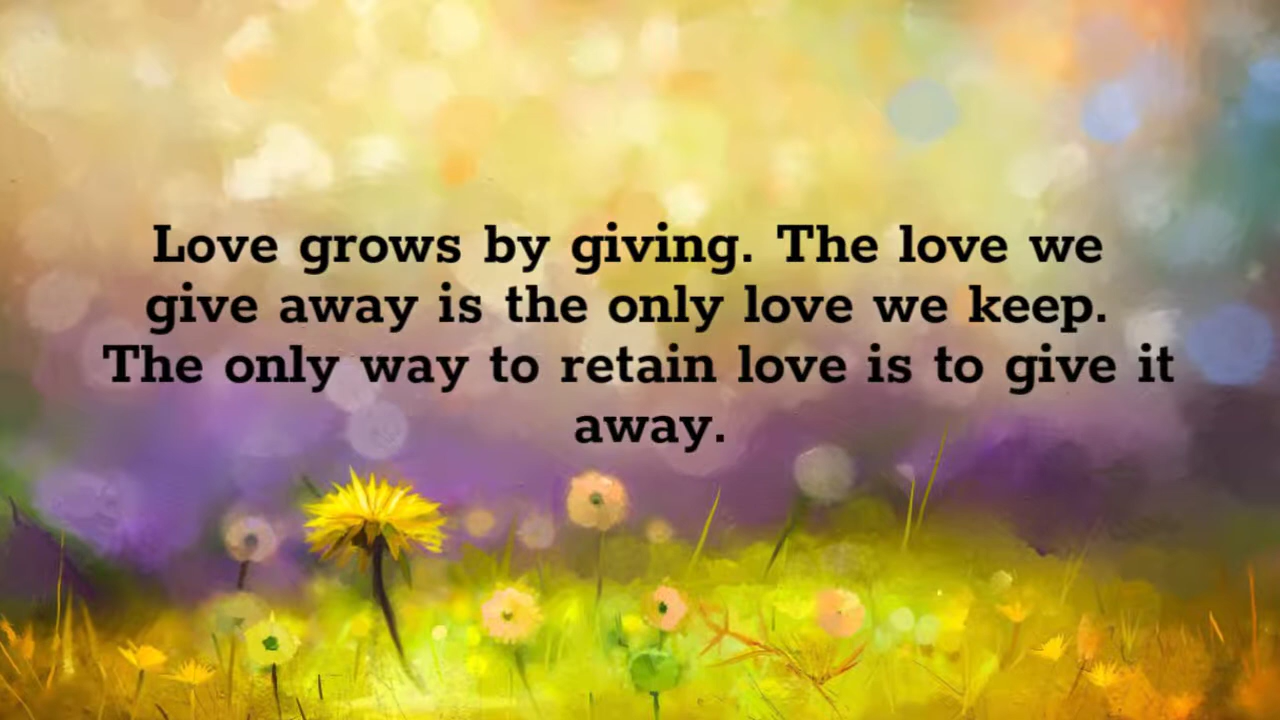 Love grows by giving. The love we
give away is the only love we keep.
The only way to retain love is to give it
away.